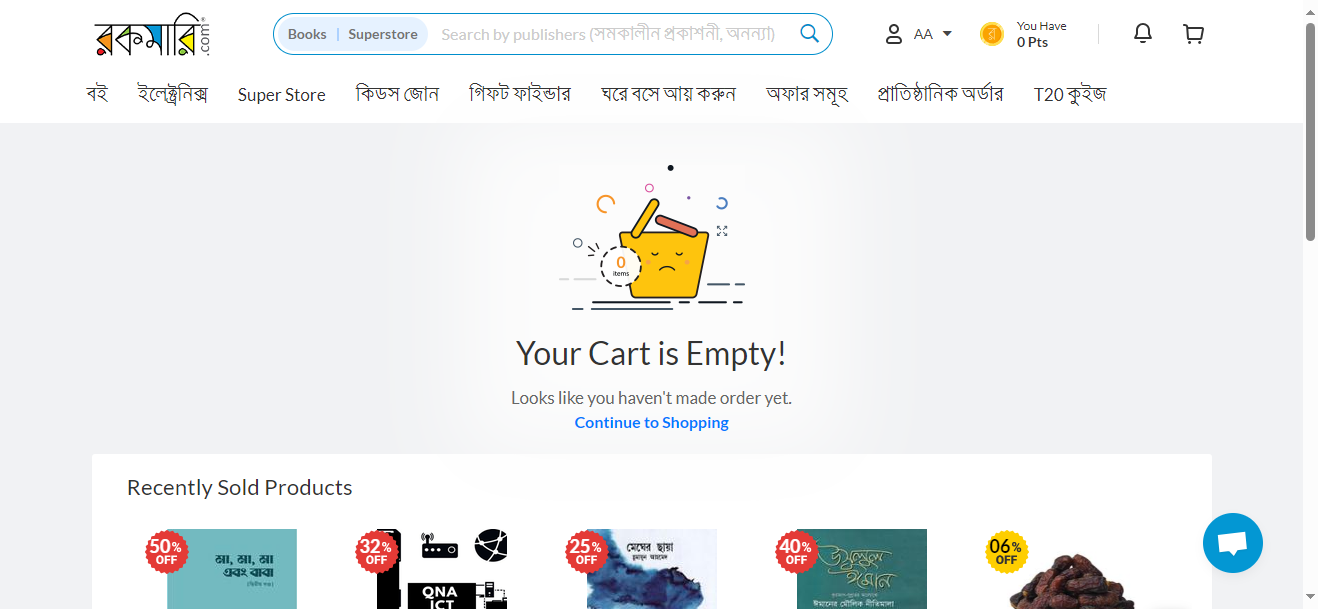 রকমারি.com
Books | Superstore
Search by publishers (সমকালীন প্রকাশনী, অনন্যা)
AA
You Have
0 Pts
বই
ইলেক্ট্রনিক্স
Super Store
কিডস জোন
গিফট ফাইন্ডার
ঘরে বসে আয় করুন
অফার সমূহ
প্রাতিষ্ঠানিক অর্ডার
T20 কুইজ
0
items
Your Cart is Empty!
Looks like you haven't made order yet.
Continue to Shopping
Recently Sold Products
50% OFF
মা, মা, মা
এবং বাবা
32% OFF
QNA
ICT
25% OFF
মেঘের ছায়া
হুমায়ূন আহমেদ
40% OFF
উসূলুল
ঈমান
ঈমানের মৌলিক নীতিমালা
06% OFF